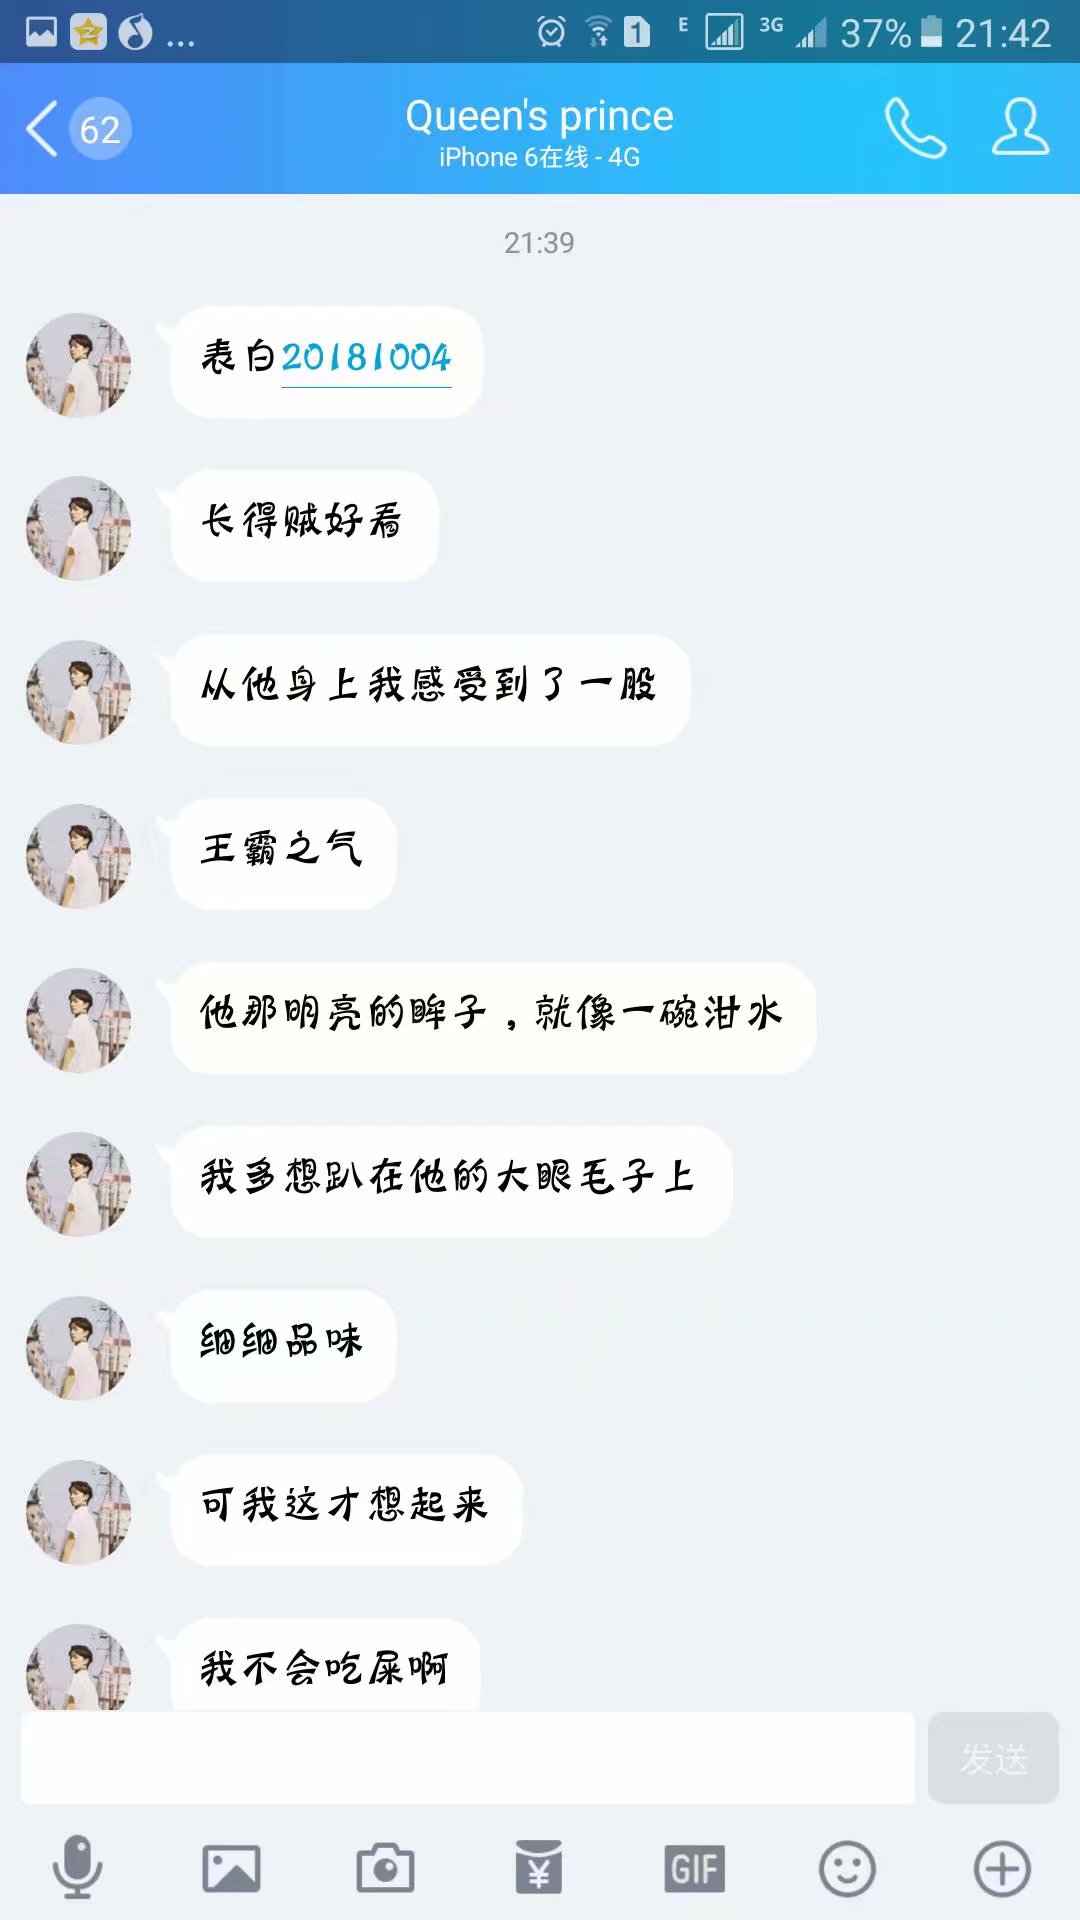 1 E 3G 37% 21:42
62
Queen's prince
iPhone 6在线 - 4G
21:39
表白20181004
长得贼好看
从他身上我感受到了一股
王霸之气
他那明亮的眸子，就像一碗泔水
我多想趴在他的大眼毛子上
细细品味
可我这才想起来
我不会吃屎啊
发送
GIF